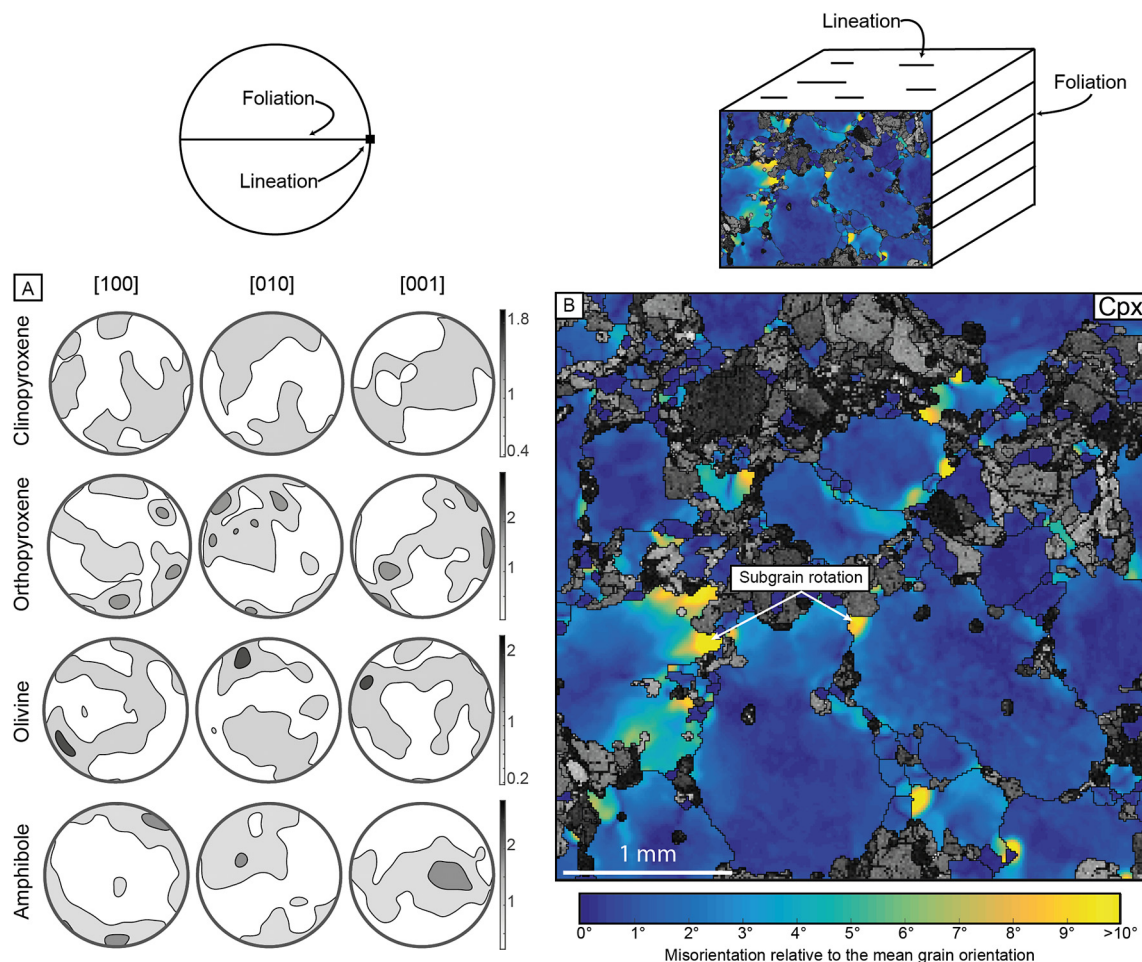 Foliation
Lineation
Lineation
Foliation
A
[100]
[010]
[001]
Clinopyroxene
1.8
1
0.4
Orthopyroxene
2
1
Olivine
2
1
0.2
Amphibole
2
1
B
Cpx
Subgrain rotation
1 mm
0° 1° 2° 3° 4° 5° 6° 7° 8° 9° >10°
Misorientation relative to the mean grain orientation